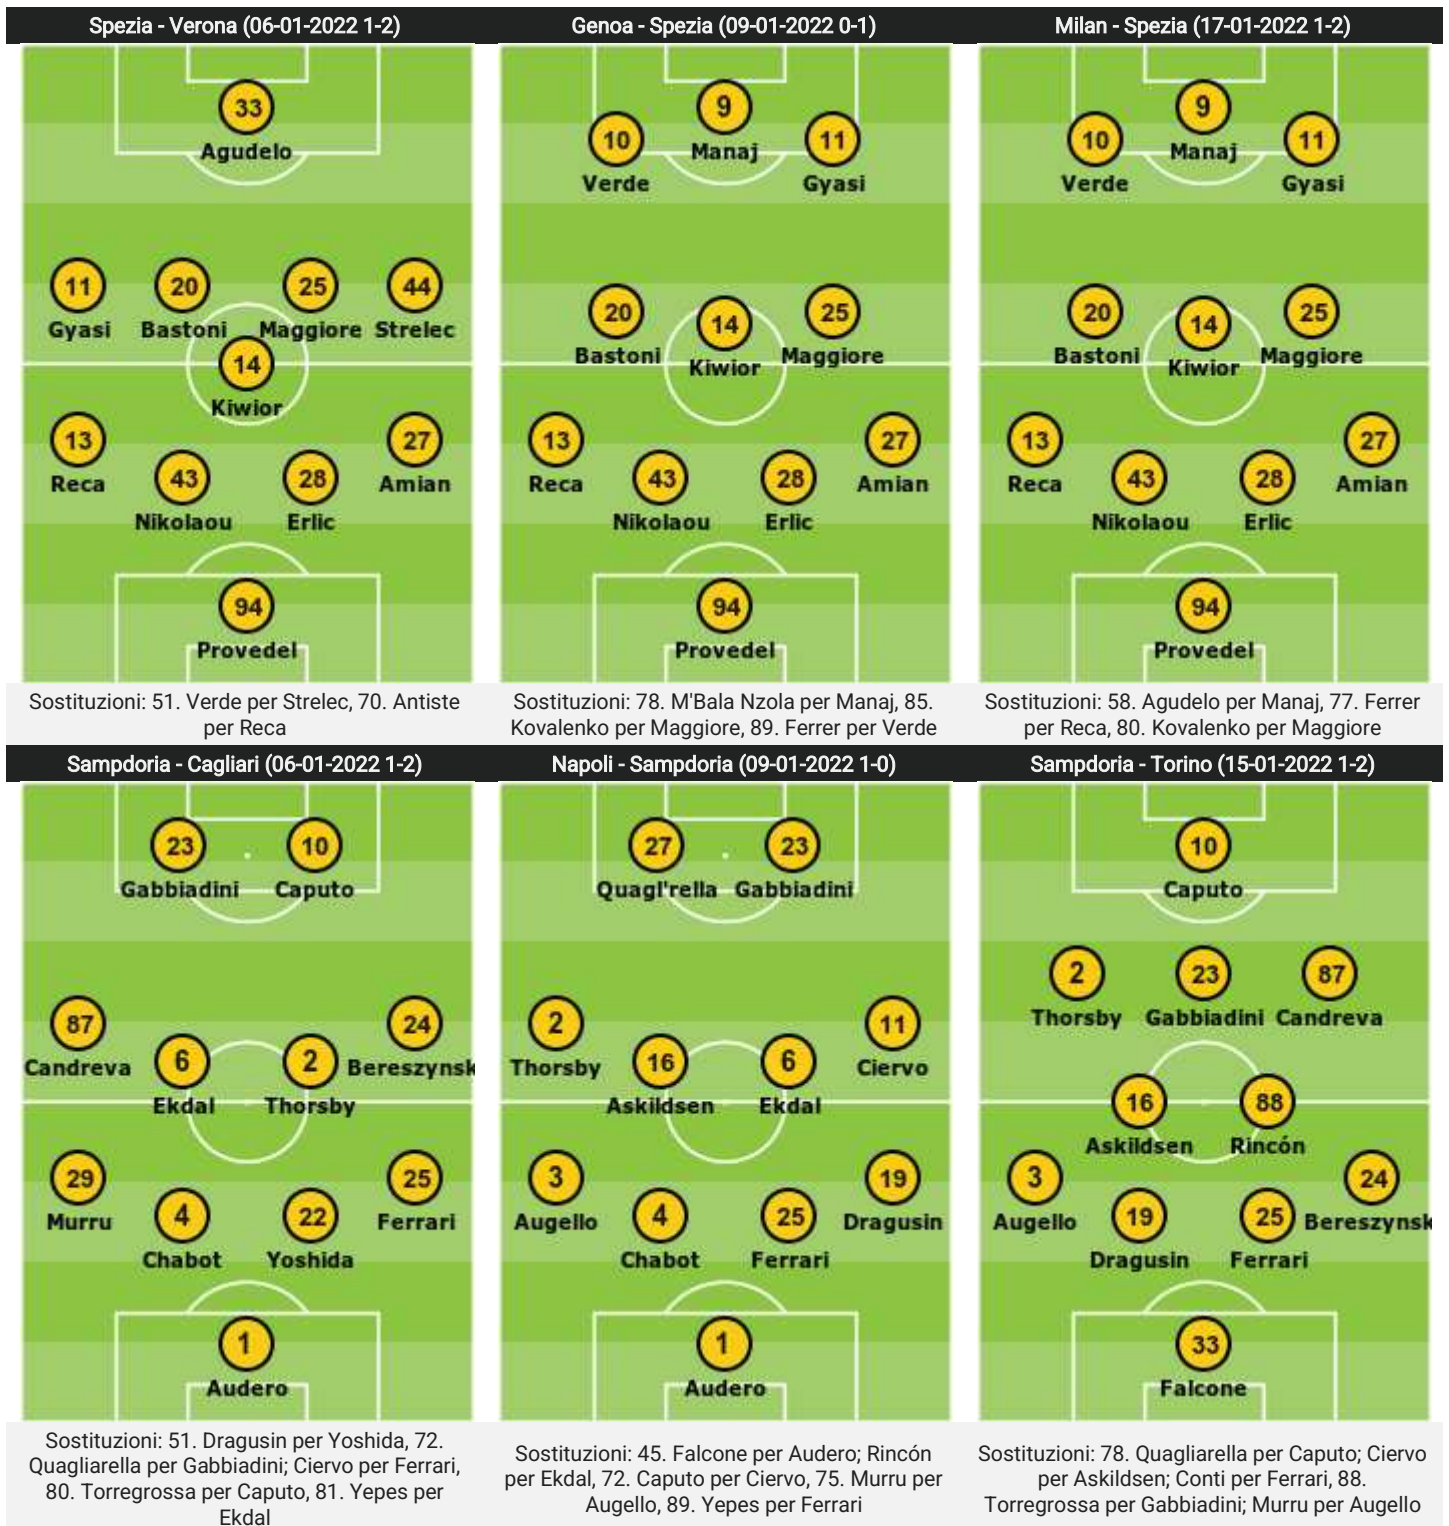 Spezia - Verona (06-01-2022 1-2)
33
Agudelo
11 20 25 44
Gyasi Bastoni Maggiore Strelec
14
Kiwior
13 27
Reca Amian
43 28
Nikolaou Erlic
94
Provedel
Sostituzioni: 51. Verde per Strelec, 70. Antiste
per Reca
Genoa - Spezia (09-01-2022 0-1)
9
Manaj
10 11
Verde Gyasi
20 14 25
Bastoni Kiwior Maggiore
13 27
Reca Amian
43 28
Nikolaou Erlic
94
Provedel
Sostituzioni: 78. M'Bala Nzola per Manaj, 85.
Kovalenko per Maggiore, 89. Ferrer per Verde
Milan - Spezia (17-01-2022 1-2)
9
Manaj
10 11
Verde Gyasi
20 14 25
Bastoni Kiwior Maggiore
13 27
Reca Amian
43 28
Nikolaou Erlic
94
Provedel
Sostituzioni: 58. Agudelo per Manaj, 77. Ferrer
per Reca, 80. Kovalenko per Maggiore
Sampdoria - Cagliari (06-01-2022 1-2)
23 10
Gabbiadini Caputo
87 24
Candreva Bereszynsk
6 2
Ekdal Thorsby
29 25
Murru Ferrari
4 22
Chabot Yoshida
1
Audero
Sostituzioni: 51. Dragusin per Yoshida, 72.
Quagliarella per Gabbiadini; Ciervo per Ferrari,
80. Torregrossa per Caputo, 81. Yepes per
Ekdal
Napoli - Sampdoria (09-01-2022 1-0)
27 23
Quagl'rella Gabbiadini
2 11
Thorsby Ciervo
16 6
Askildsen Ekdal
3 19
Augello Dragusin
4 25
Chabot Ferrari
1
Audero
Sostituzioni: 45. Falcone per Audero; Rincón
per Ekdal, 72. Caputo per Ciervo, 75. Murru per
Augello, 89. Yepes per Ferrari
Sampdoria - Torino (15-01-2022 1-2)
10
Caputo
2 23 87
Thorsby Gabbiadini Candreva
16 88
Askildsen Rincón
3 24
Augello Bereszynsk
19 25
Dragusin Ferrari
33
Falcone
Sostituzioni: 78. Quagliarella per Caputo; Ciervo
per Askildsen; Conti per Ferrari, 88.
Torregrossa per Gabbiadini; Murru per Augello